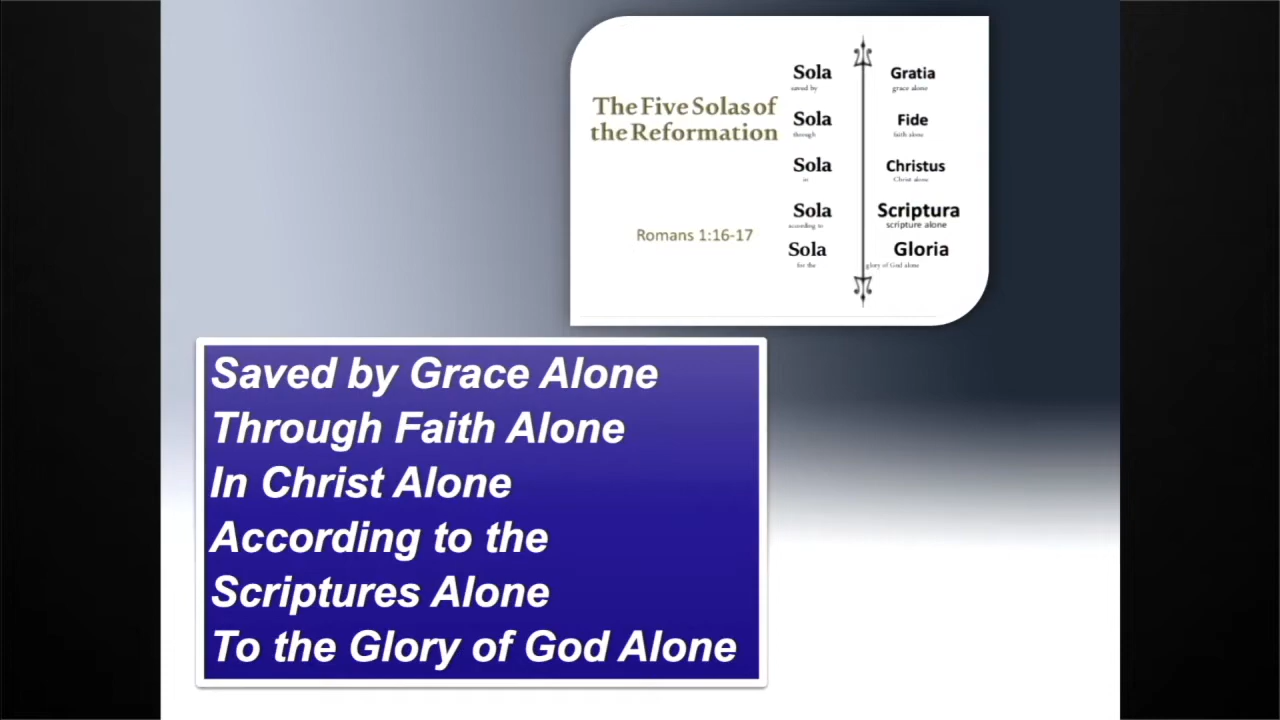 The Five Solas of
the Reformation
Romans 1:16-17
Sola Gratia
saved by grace alone
Sola Fide
through faith alone
Sola Christus
in Christ alone
Sola Scriptura
according to scripture alone
Sola Gloria
for the glory of God alone
Saved by Grace Alone
Through Faith Alone
In Christ Alone
According to the
Scriptures Alone
To the Glory of God Alone